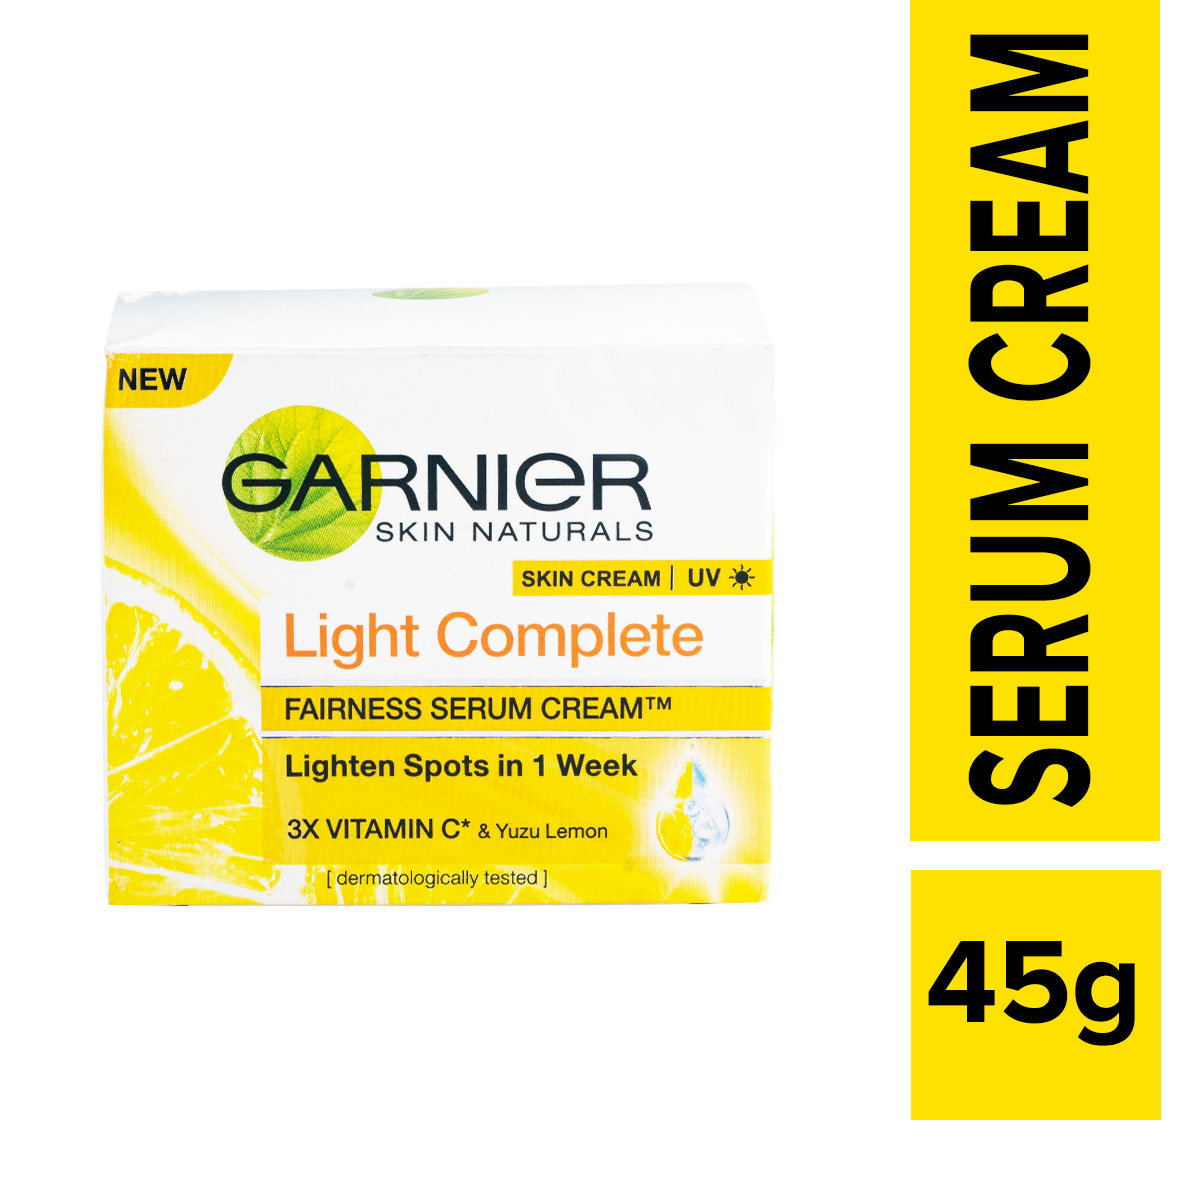 NEW
GARNIER
SKIN NATURALS
SKIN CREAM | UV
Light Complete
FAIRNESS SERUM CREAM™
Lighten Spots in 1 Week
3X VITAMIN C* & Yuzu Lemon
[ dermatologically tested ]
SERUM CREAM
45g